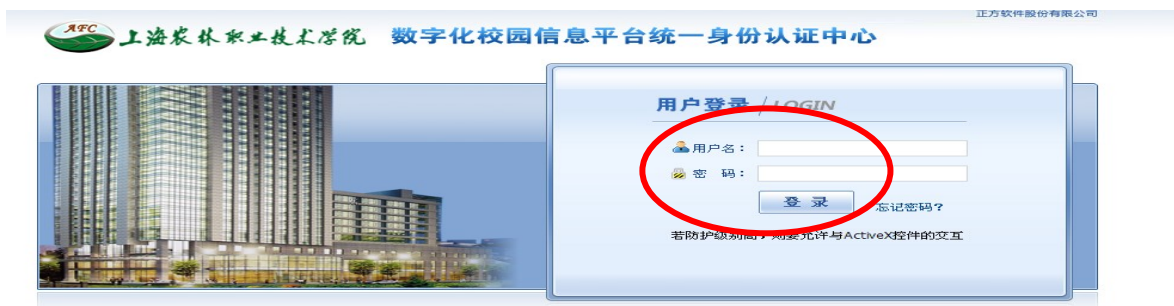 正方软件股份有限公司
AFC 上海农林职业技术学院 数字化校园信息平台统一身份认证中心
用户登录 / LOGIN
用户名：
密 码：
登 录 忘记密码?
若防护级别高，则要允许与ActiveX控件的交互